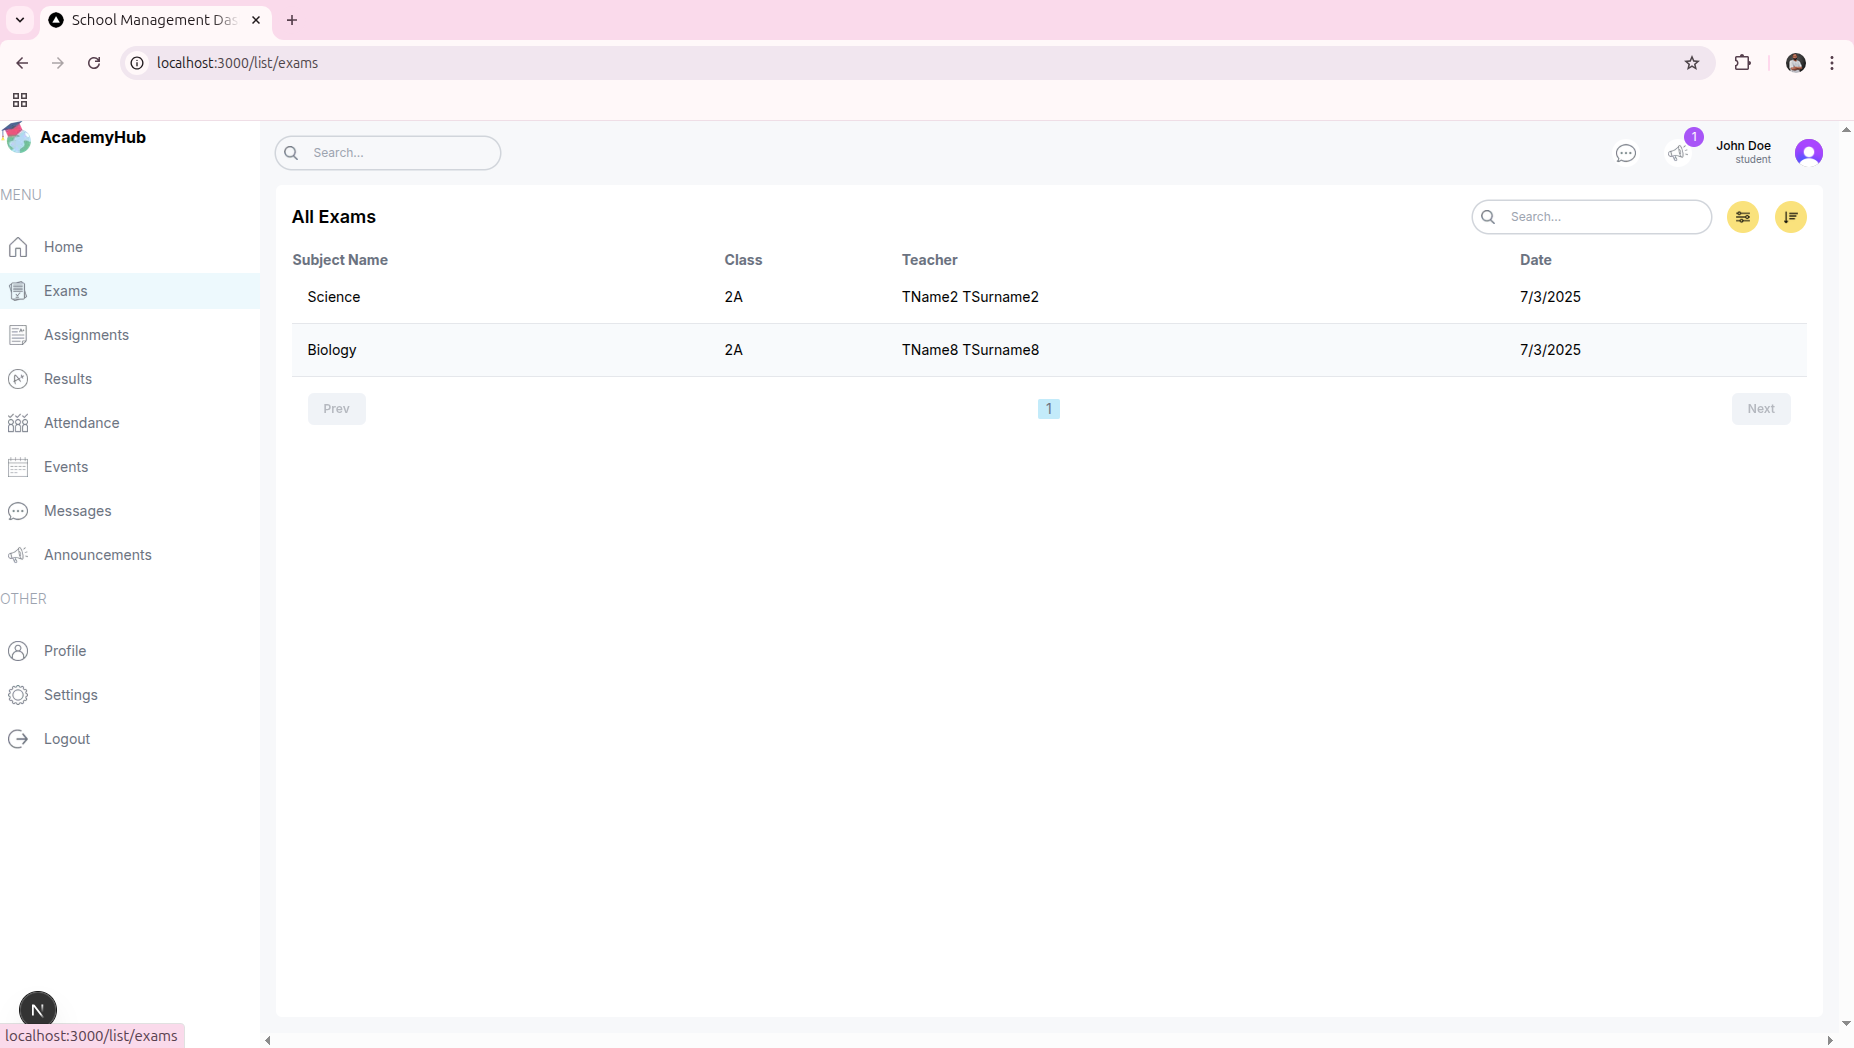 School Management Das
localhost:3000/list/exams
AcademyHub
Search...
1
John Doe
student
MENU
Home
Exams
Assignments
Results
Attendance
Events
Messages
Announcements
OTHER
Profile
Settings
Logout
All Exams
Search...
Subject Name Class Teacher Date
Science 2A TName2 TSurname2 7/3/2025
Biology 2A TName8 TSurname8 7/3/2025
Prev 1 Next
N
localhost:3000/list/exams